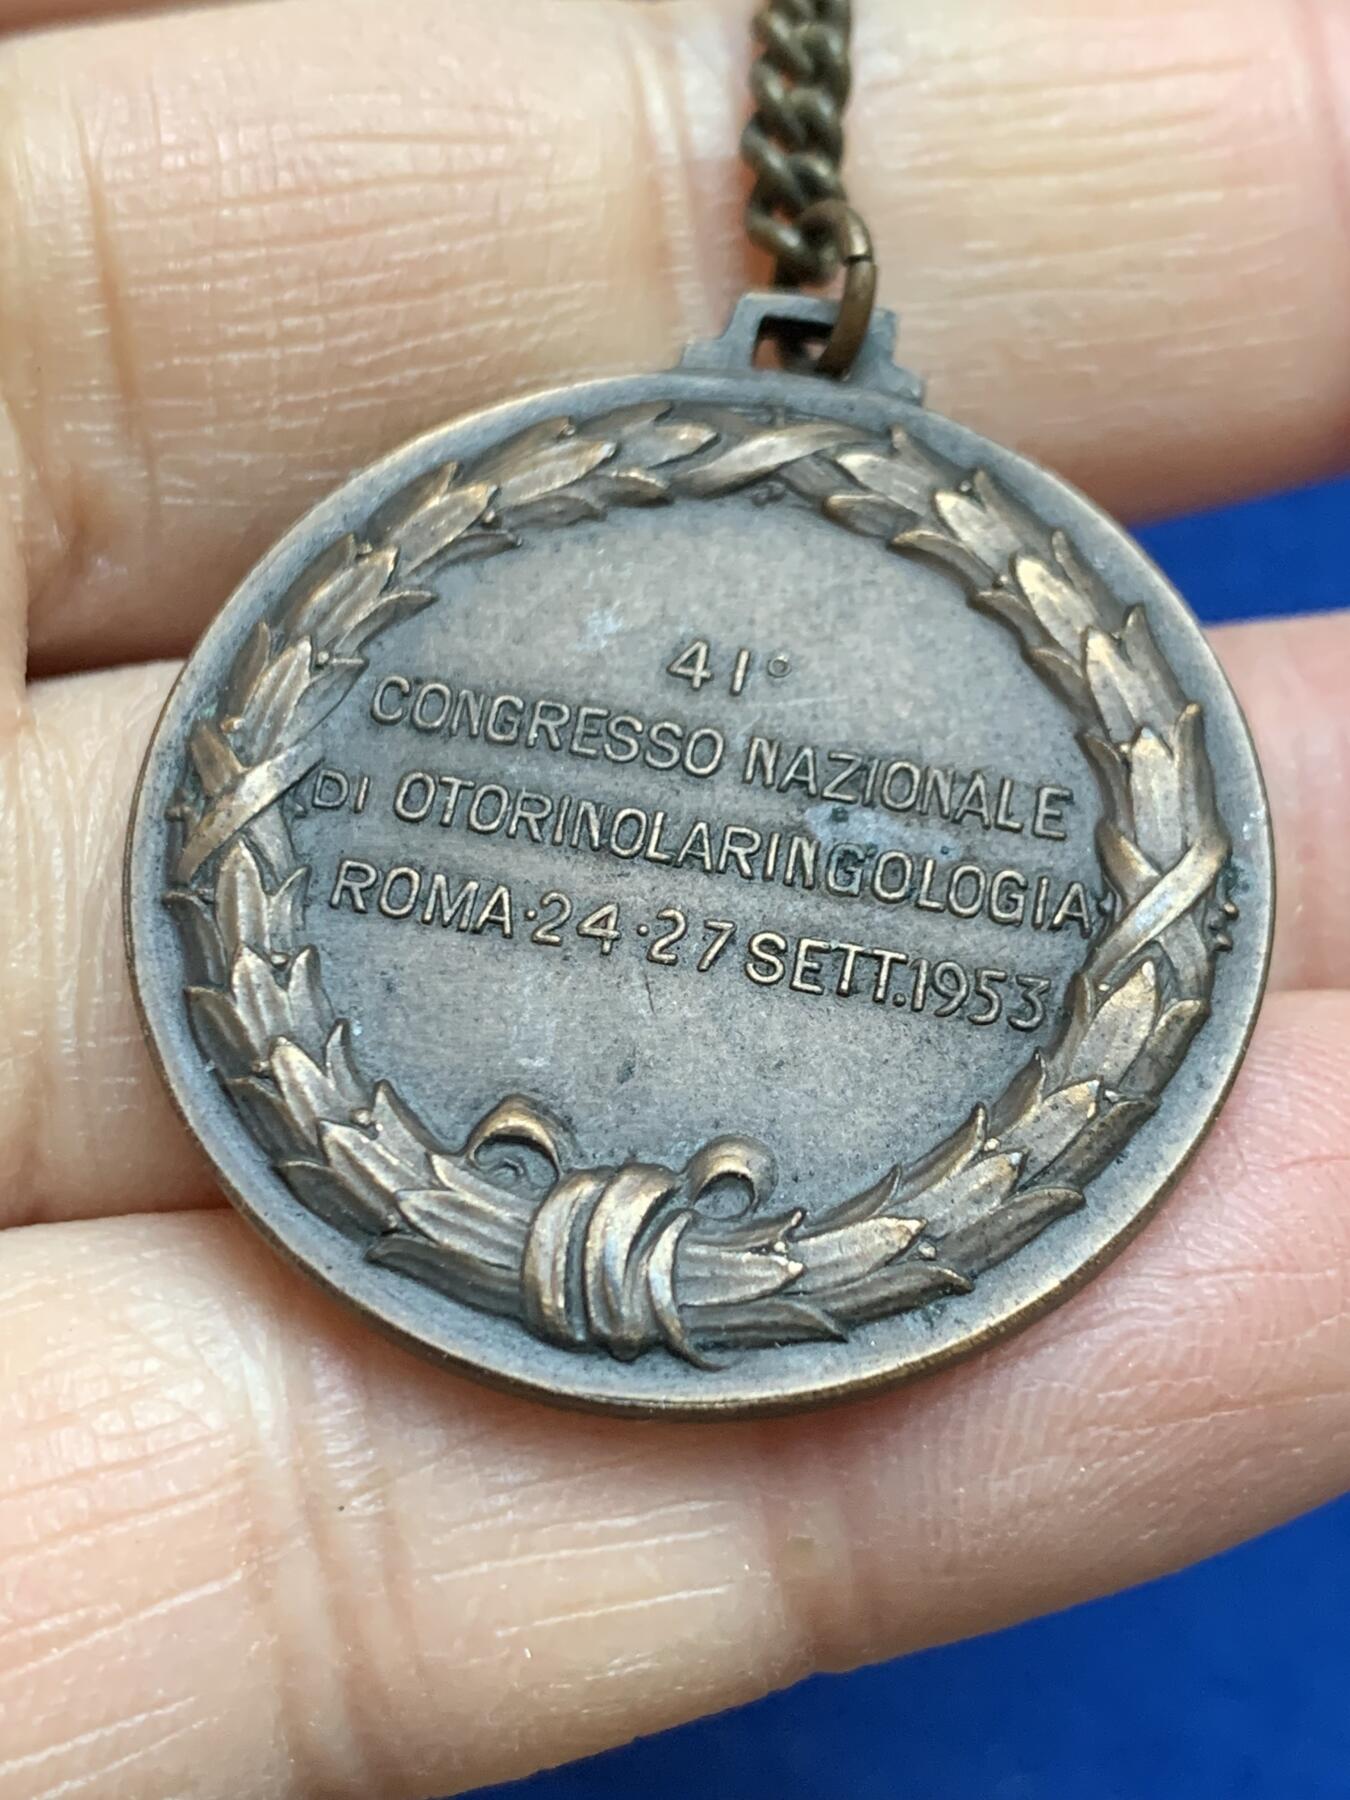 41°
CONGRESSO NAZIONALE
DI OTORINOLARINGOLOGIA
ROMA·24·27 SETT.1953